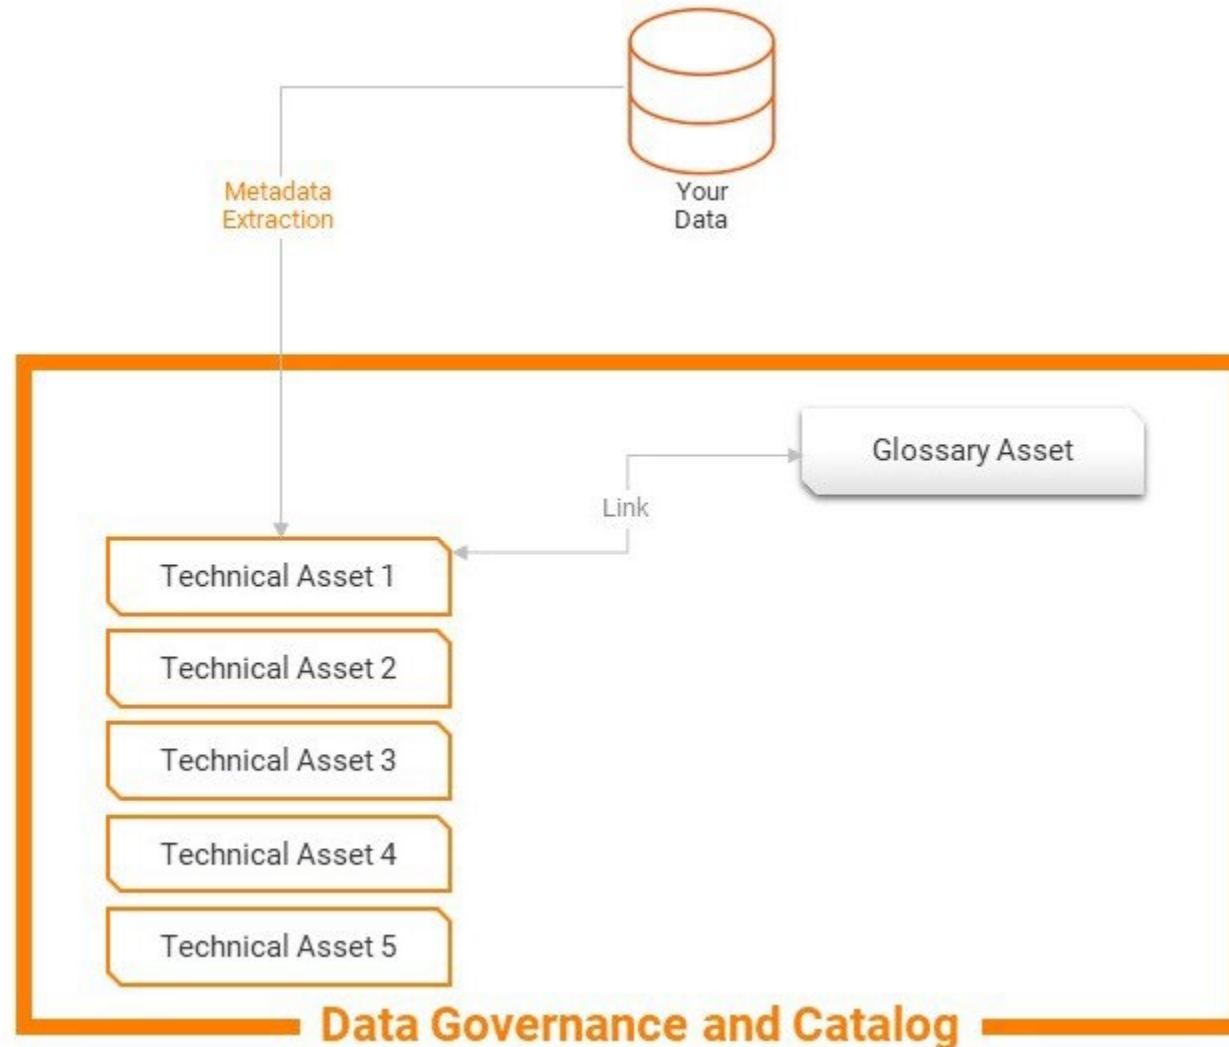 Your
Data
Metadata
Extraction
Glossary Asset
Link
Technical Asset 1
Technical Asset 2
Technical Asset 3
Technical Asset 4
Technical Asset 5
Data Governance and Catalog